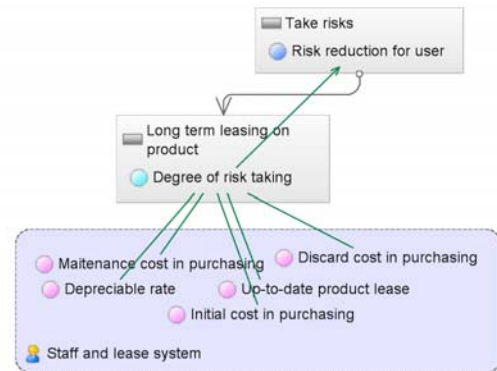 Take risks
Risk reduction for user
Long term leasing on
product
Degree of risk taking
Maitenance cost in purchasing
Discard cost in purchasing
Depreciable rate
Up-to-date product lease
Initial cost in purchasing
Staff and lease system